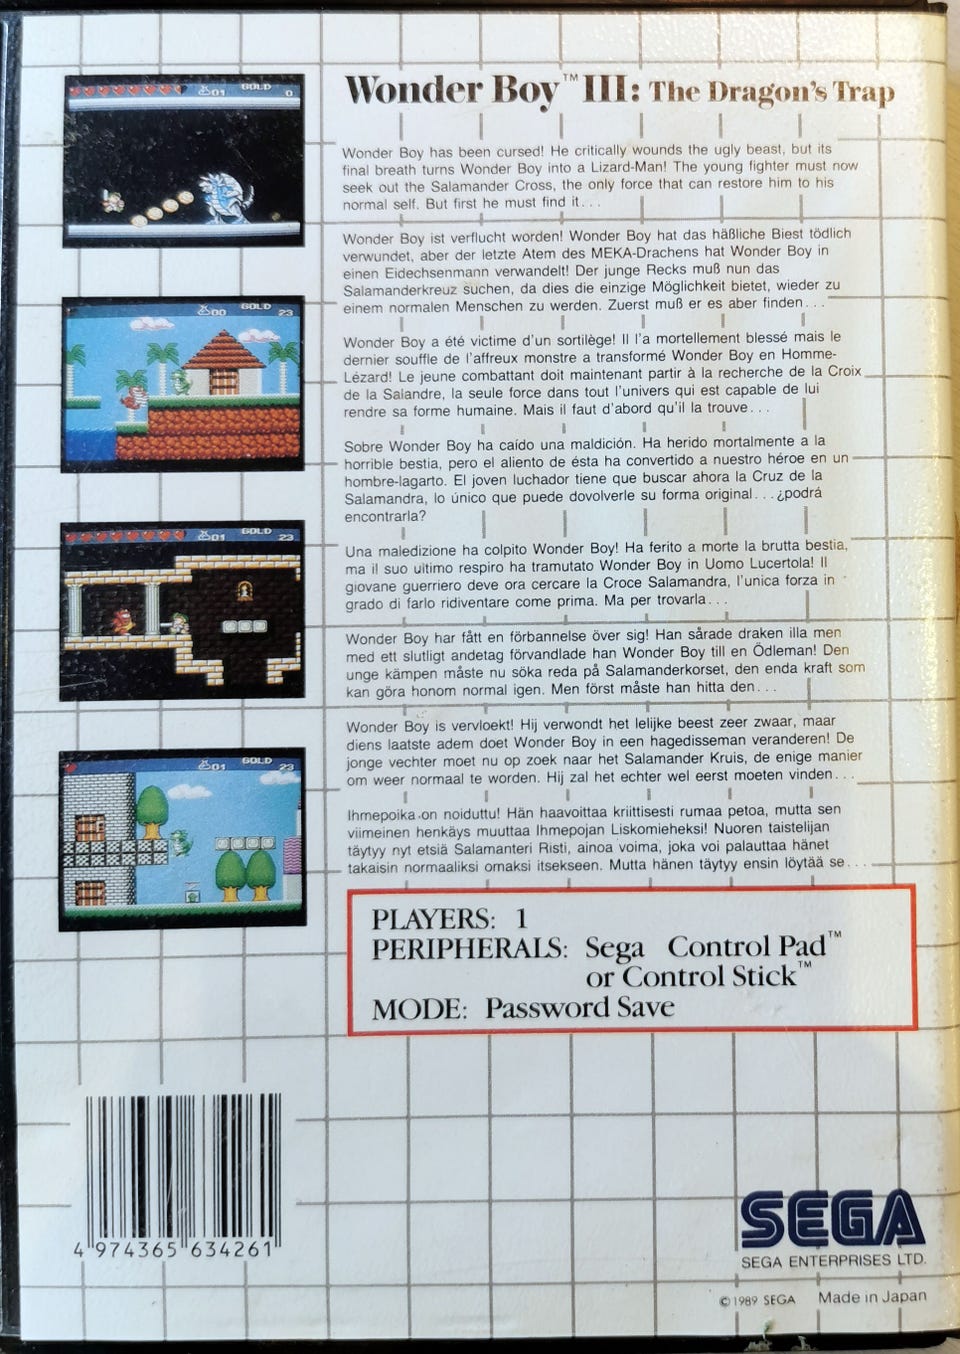 Wonder Boy™ III: The Dragon's Trap
Wonder Boy has been cursed! He critically wounds the ugly beast, but its
final breath turns Wonder Boy into a Lizard-Man! The young fighter must now
seek out the Salamander Cross, the only force that can restore him to his
normal self. But first he must find it...
Wonder Boy ist verflucht worden! Wonder Boy hat das häßliche Biest tödlich
verwundet, aber der letzte Atem des MEKA-Drachens hat Wonder Boy in
einen Eidechsenmann verwandelt! Der junge Recks muß nun das
Salamanderkreuz suchen, da dies die einzige Möglichkeit bietet, wieder zu
einem normalen Menschen zu werden. Zuerst muß er es aber finden...
Wonder Boy a été victime d'un sortilège! Il l'a mortellement blessé mais le
dernier souffle de l'affreux monstre a transformé Wonder Boy en Homme-
Lézard! Le jeune combattant doit maintenant partir à la recherche de la Croix
de la Salandre, la seule force dans tout l'univers qui est capable de lui
rendre sa forme humaine. Mais il faut d'abord qu'il la trouve...
Sobre Wonder Boy ha caído una maldición. Ha herido mortalmente a la
horrible bestia, pero el aliento de ésta ha convertido a nuestro héroe en un
hombre-lagarto. El joven luchador tiene que buscar ahora la Cruz de la
Salamandra, lo único que puede dovolverle su forma original...¿podrá
encontrarla?
Una maledizione ha colpito Wonder Boy! Ha ferito a morte la brutta bestia,
ma il suo ultimo respiro ha tramutato Wonder Boy in Uomo Lucertola! Il
giovane guerriero deve ora cercare la Croce Salamandra, l'unica forza in
grado di farlo ridiventare come prima. Ma per trovarla...
Wonder Boy har fått en förbannelse över sig! Han sårade draken illa men
med ett slutligt andetag förvandlade han Wonder Boy till en Ödleman! Den
unge kämpen måste nu söka reda på Salamanderkorset, den enda kraft som
kan göra honom normal igen. Men först måste han hitta den...
Wonder Boy is vervloekt! Hij verwondt het lelijke beest zeer zwaar, maar
diens laatste adem doet Wonder Boy in een hagedisseman veranderen! De
jonge vechter moet nu op zoek naar het Salamander Kruis, de enige manier
om weer normaal te worden. Hij zal het echter wel eerst moeten vinden...
Ihmepoika on noiduttu! Hän haavoittaa kriittisesti rumaa petoa, mutta sen
viimeinen henkäys muuttaa Ihmepojan Liskomieheksi! Nuoren taistelijan
täytyy nyt etsiä Salamanteri Risti, ainoa voima, joka voi palauttaa hänet
takaisin normaaliksi omaksi itsekseen. Mutta hänen täytyy ensin löytää se...
PLAYERS: 1
PERIPHERALS: Sega Control Pad™
or Control Stick™
MODE: Password Save
01 GOLD 0
00 GOLD 23
01 GOLD 23
01 GOLD 23
4 974365 634261
SEGA
SEGA ENTERPRISES LTD.
©1989 SEGA Made in Japan